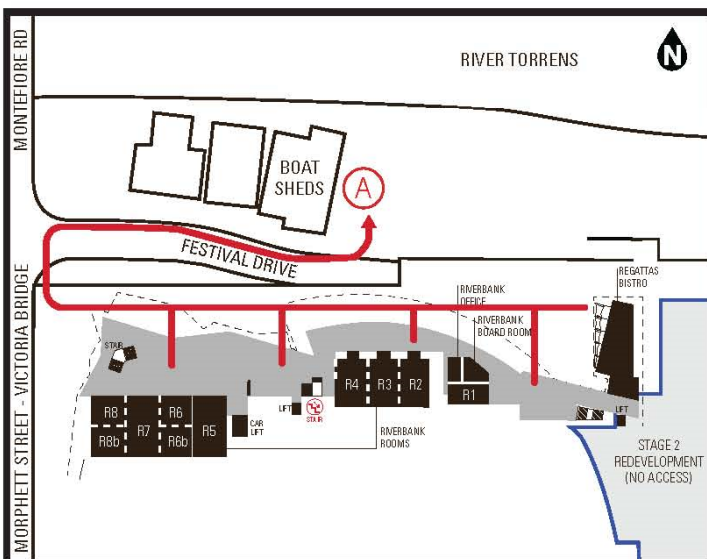 MONTEFIORE RD
RIVER TORRENS
N
BOAT
SHEDS
A
FESTIVAL DRIVE
MORPHETT STREET - VICTORIA BRIDGE
REGATTAS
BISTRO
RIVERBANK
OFFICE
RIVERBANK
BOARD ROOM
STAIR
R4
R3
R2
R1
R8
R7
R6
R5
R8b
R6b
CAR
LIFT
LIFT
STAIR
RIVERBANK
ROOMS
LIFT
STAGE 2
REDEVELOPMENT
(NO ACCESS)